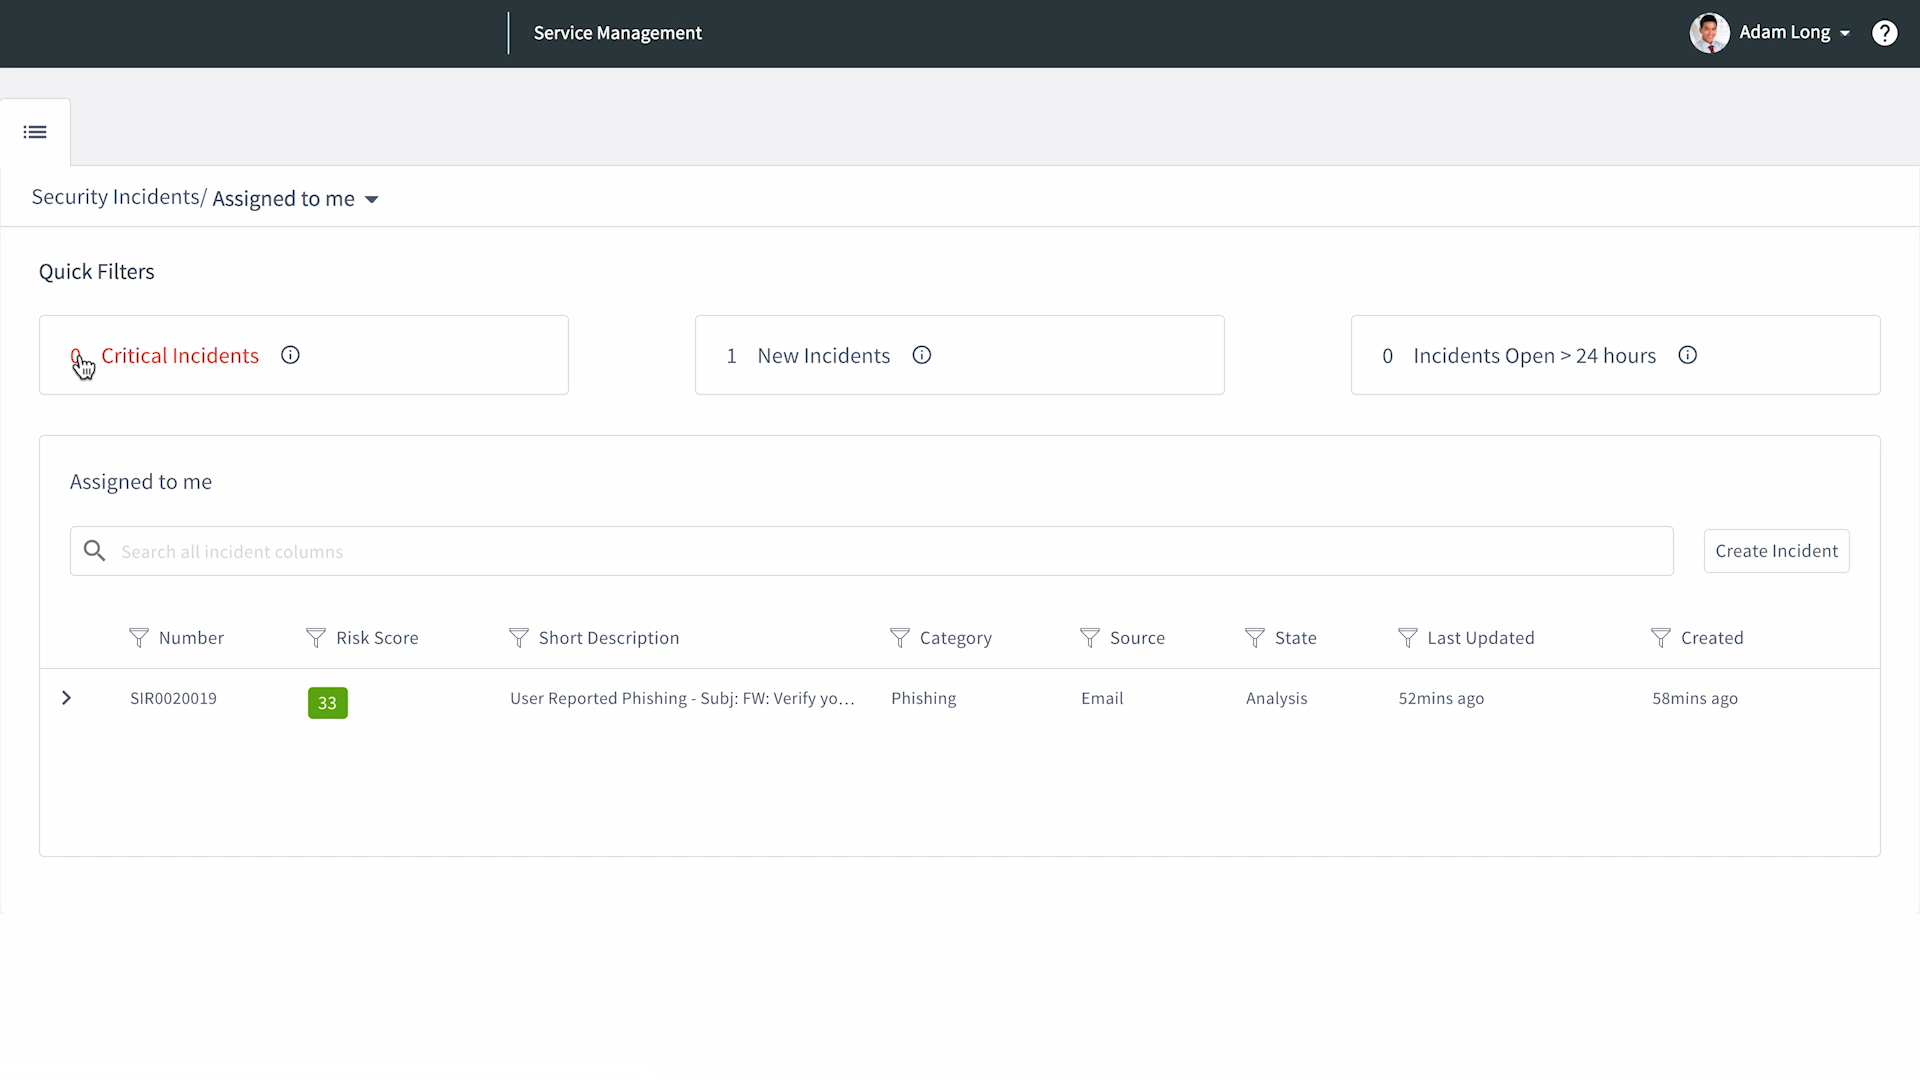 Service Management
Adam Long
?
Security Incidents/ Assigned to me
Quick Filters
0 Critical Incidents
1 New Incidents
0 Incidents Open > 24 hours
Assigned to me
Search all incident columns
Create Incident
Number Risk Score Short Description Category Source State Last Updated Created
SIR0020019 33 User Reported Phishing - Subj: FW: Verify yo... Phishing Email Analysis 52mins ago 58mins ago